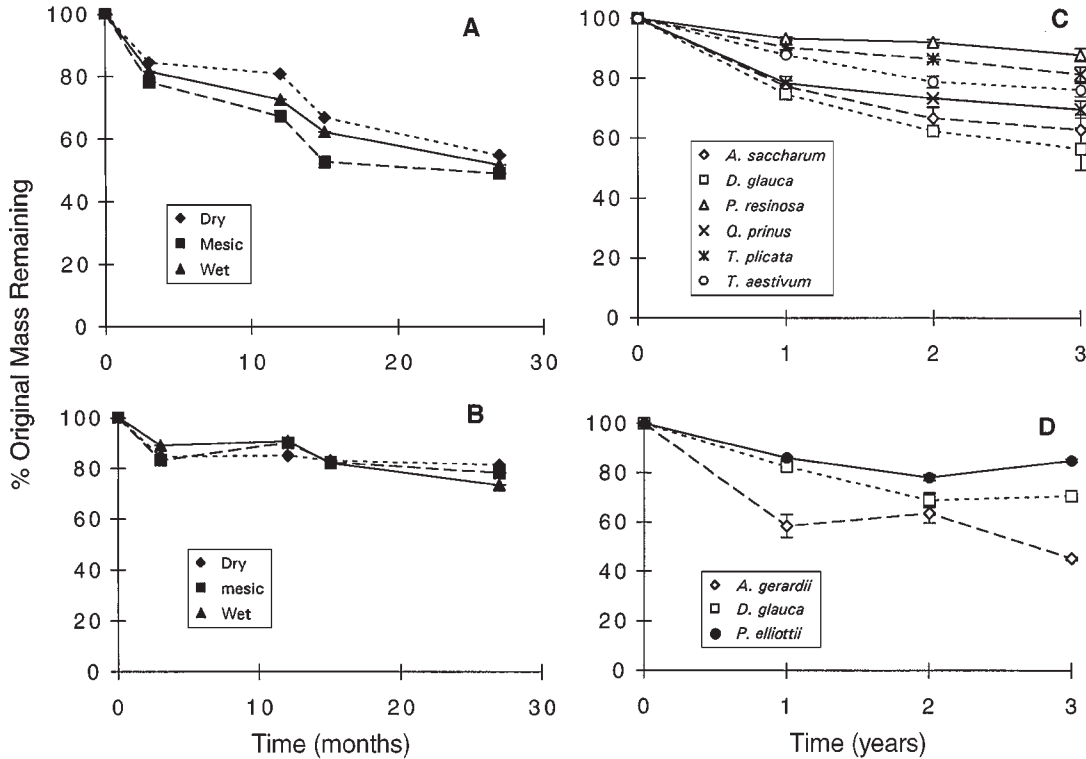 % Original Mass Remaining
A
100
80
60
40
20
0
0 10 20 30
Dry
Mesic
Wet
B
100
80
60
40
20
0
0 10 20 30
Dry
mesic
Wet
Time (months)
C
100
80
60
40
20
0
0 1 2 3
A. saccharum
D. glauca
P. resinosa
Q. prinus
T. plicata
T. aestivum
D
100
80
60
40
20
0
0 1 2 3
A. gerardii
D. glauca
P. elliottii
Time (years)